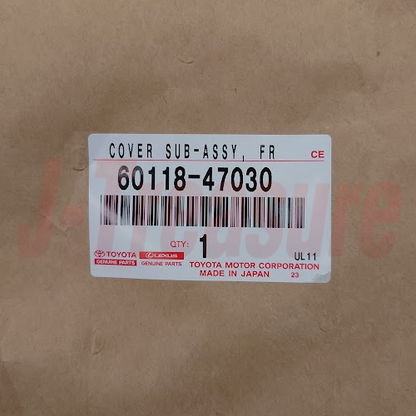 COVER SUB-ASSY, FR
CE
60118-47030
QTY: 1
UL11
TOYOTA
GENUINE PARTS
LEXUS
GENUINE PARTS
TOYOTA MOTOR CORPORATION
MADE IN JAPAN 23
J-Treasure